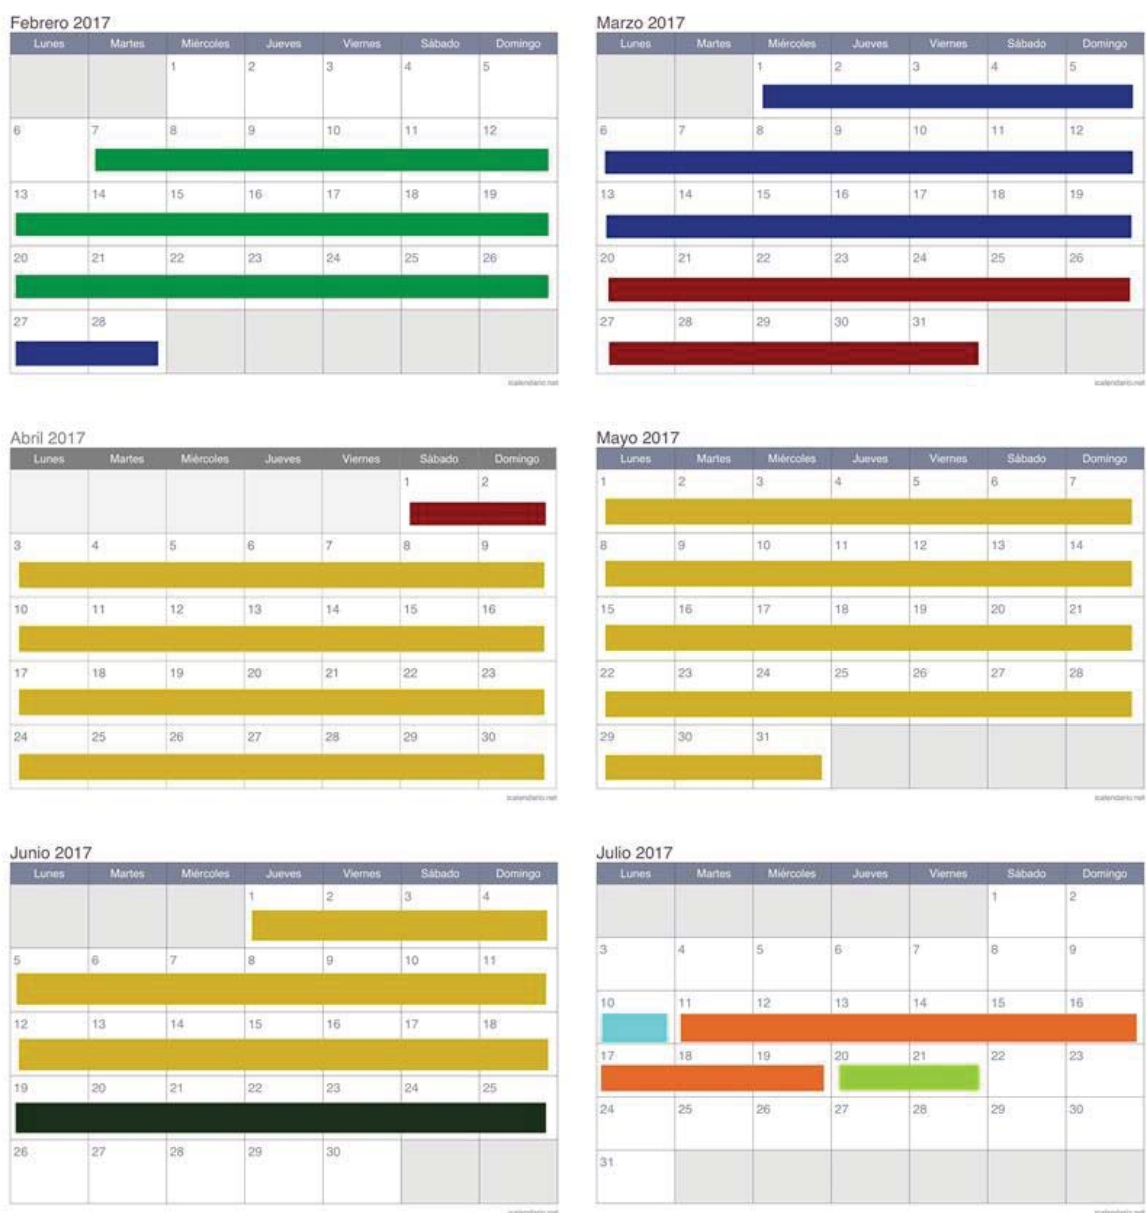 Febrero 2017
Lunes Martes Miércoles Jueves Viernes Sábado Domingo
1 2 3 4 5
6 7 8 9 10 11 12
13 14 15 16 17 18 19
20 21 22 23 24 25 26
27 28
icalendario.net
Marzo 2017
Lunes Martes Miércoles Jueves Viernes Sábado Domingo
1 2 3 4 5
6 7 8 9 10 11 12
13 14 15 16 17 18 19
20 21 22 23 24 25 26
27 28 29 30 31
icalendario.net
Abril 2017
Lunes Martes Miércoles Jueves Viernes Sábado Domingo
1 2
3 4 5 6 7 8 9
10 11 12 13 14 15 16
17 18 19 20 21 22 23
24 25 26 27 28 29 30
icalendario.net
Mayo 2017
Lunes Martes Miércoles Jueves Viernes Sábado Domingo
1 2 3 4 5 6 7
8 9 10 11 12 13 14
15 16 17 18 19 20 21
22 23 24 25 26 27 28
29 30 31
icalendario.net
Junio 2017
Lunes Martes Miércoles Jueves Viernes Sábado Domingo
1 2 3 4
5 6 7 8 9 10 11
12 13 14 15 16 17 18
19 20 21 22 23 24 25
26 27 28 29 30
Julio 2017
Lunes Martes Miércoles Jueves Viernes Sábado Domingo
1 2
3 4 5 6 7 8 9
10 11 12 13 14 15 16
17 18 19 20 21 22 23
24 25 26 27 28 29 30
31